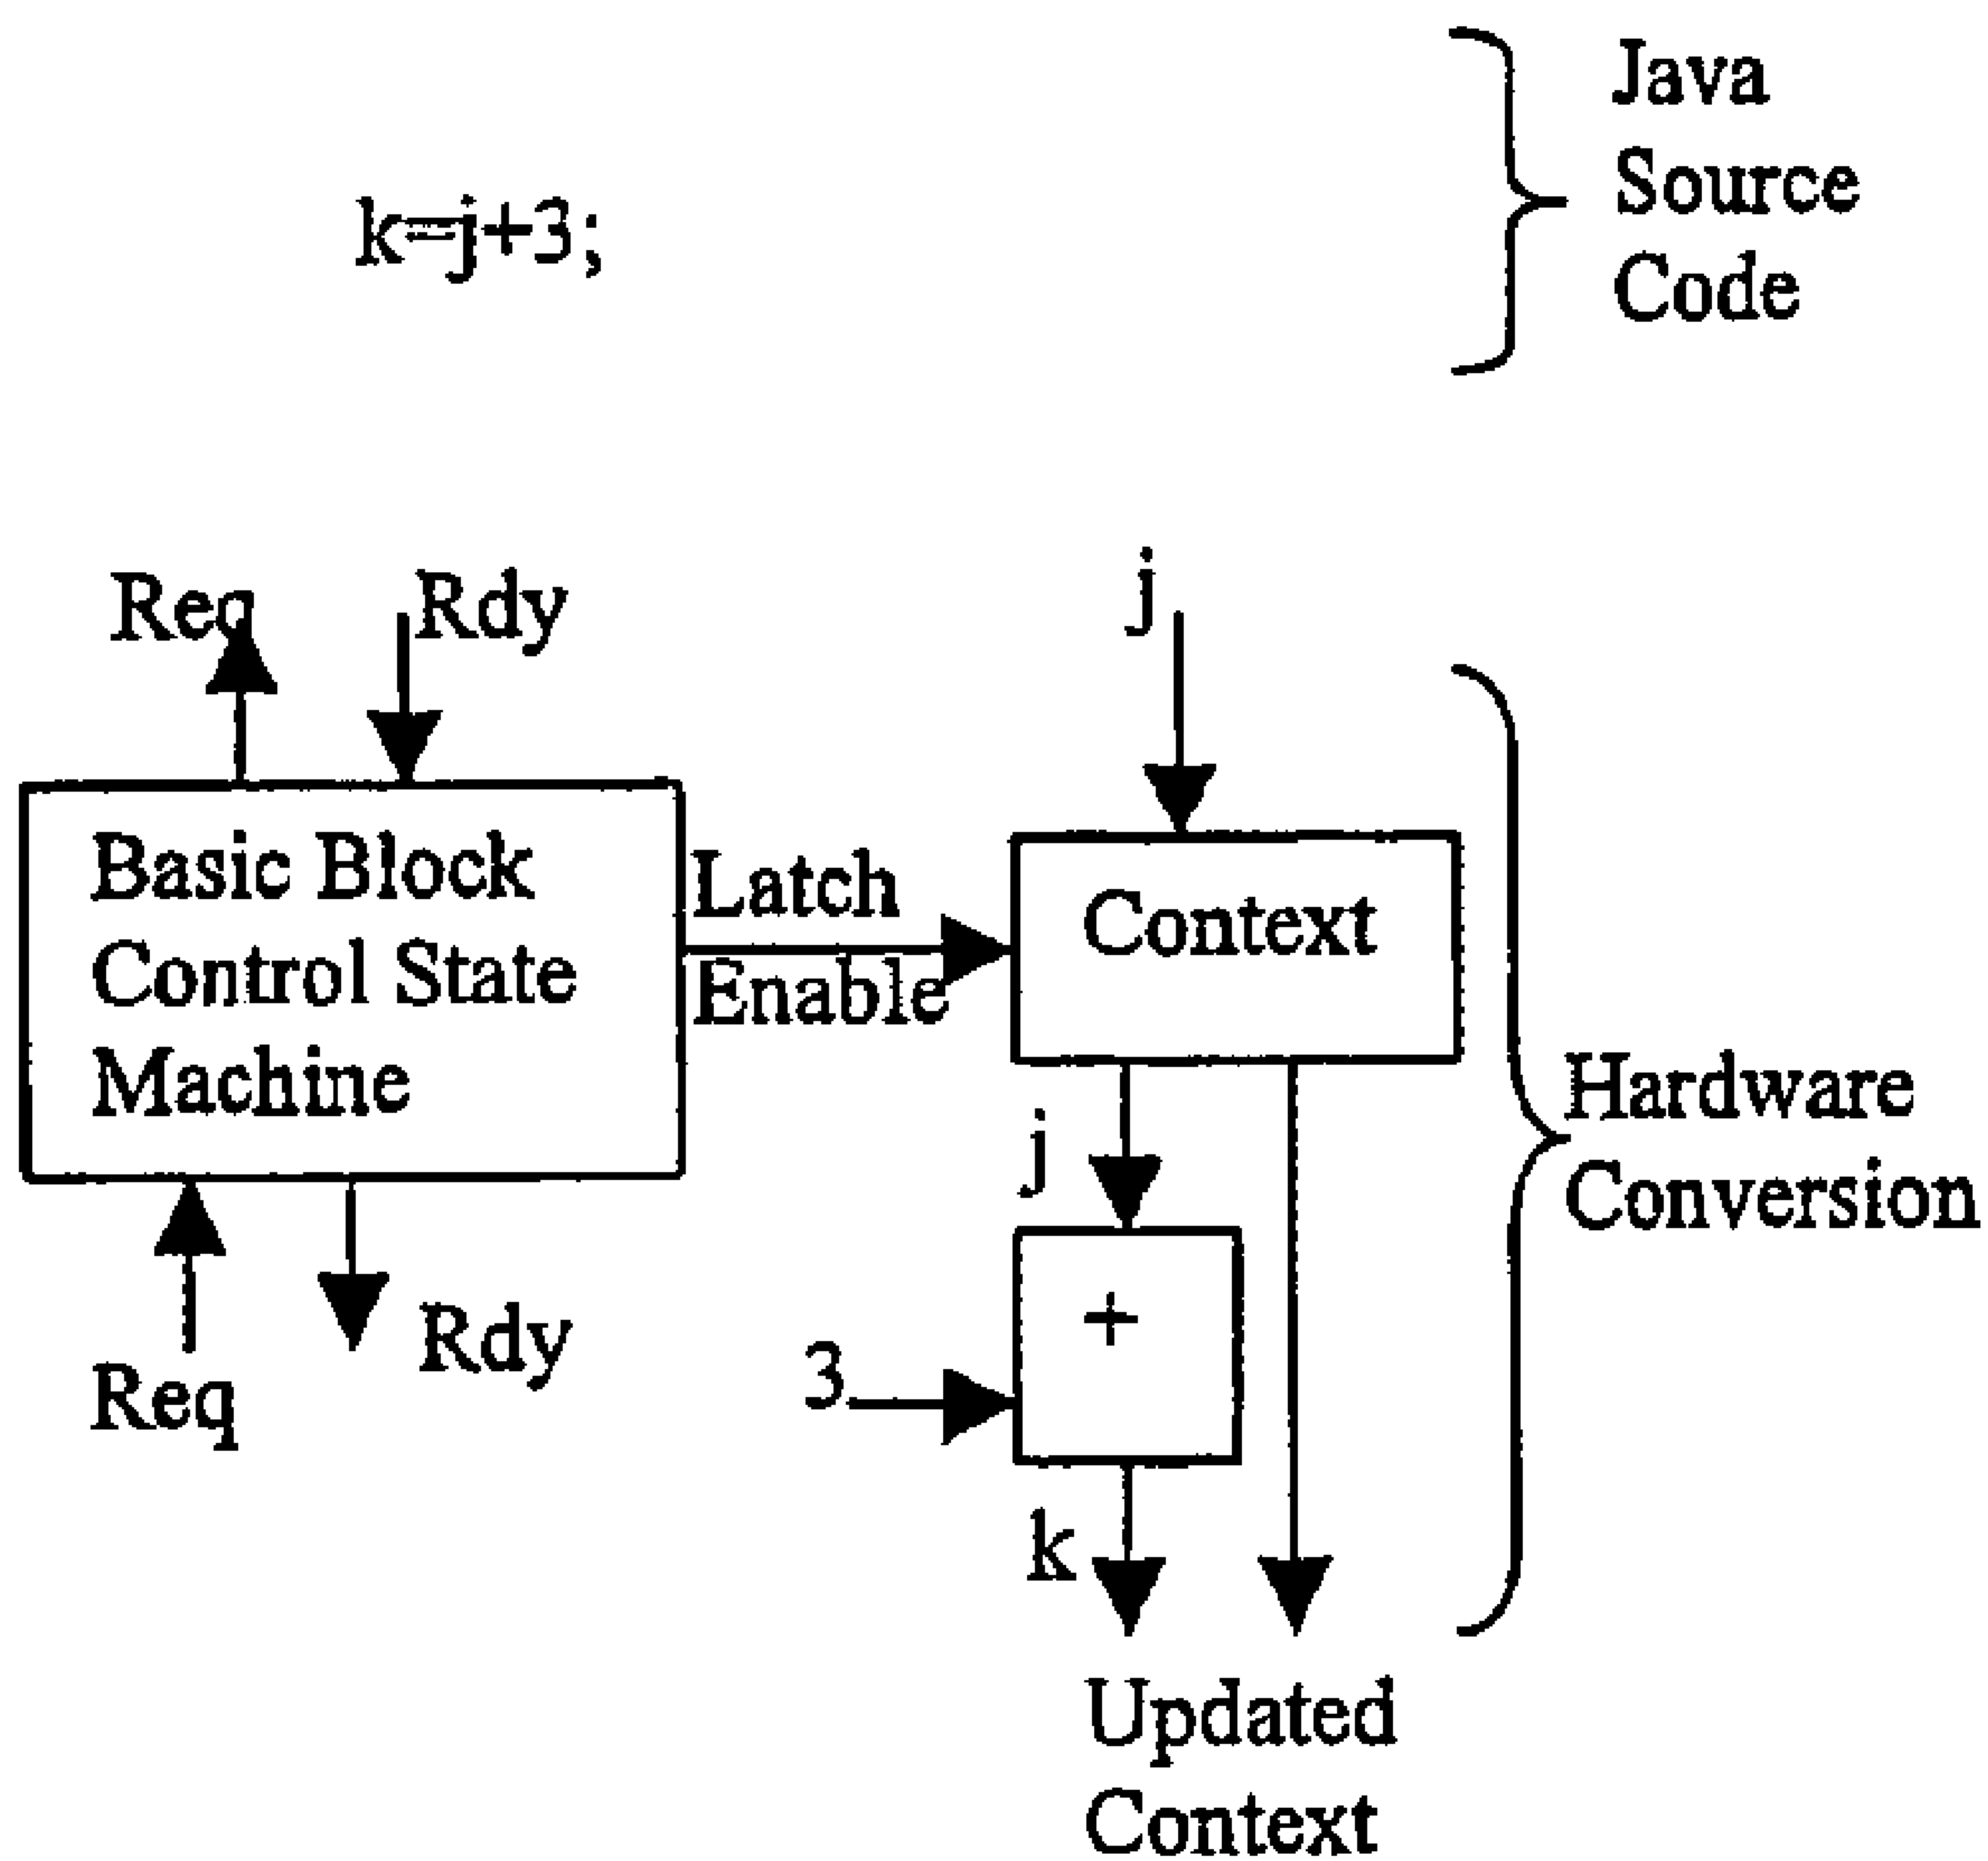 k=j+3;
Java
Source
Code
Req
Rdy
j
Basic Block
Control State
Machine
Latch
Enable
Context
j
Hardware
Conversion
+
3
Req
Rdy
k
Updated
Context